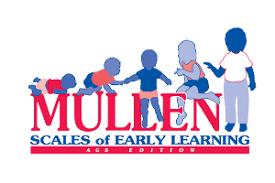 MULLEN
SCALES of EARLY LEARNING
AGS EDITION